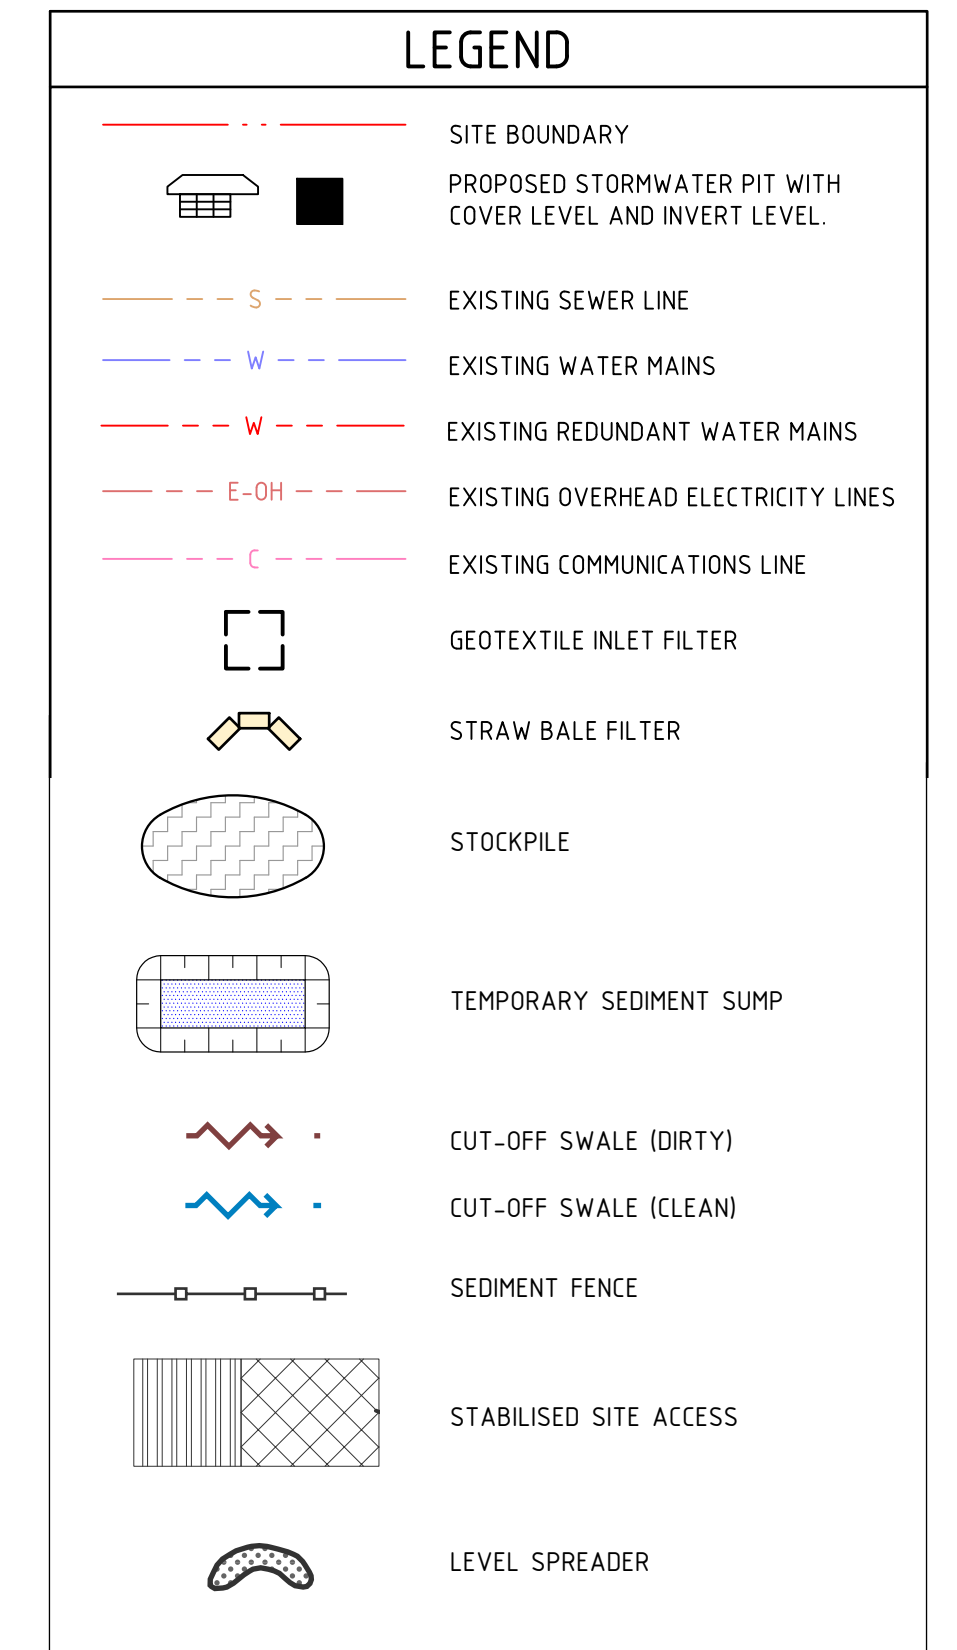 LEGEND
SITE BOUNDARY
PROPOSED STORMWATER PIT WITH
COVER LEVEL AND INVERT LEVEL.
S EXISTING SEWER LINE
W EXISTING WATER MAINS
W EXISTING REDUNDANT WATER MAINS
E-OH EXISTING OVERHEAD ELECTRICITY LINES
C EXISTING COMMUNICATIONS LINE
GEOTEXTILE INLET FILTER
STRAW BALE FILTER
STOCKPILE
TEMPORARY SEDIMENT SUMP
CUT-OFF SWALE (DIRTY)
CUT-OFF SWALE (CLEAN)
SEDIMENT FENCE
STABILISED SITE ACCESS
LEVEL SPREADER